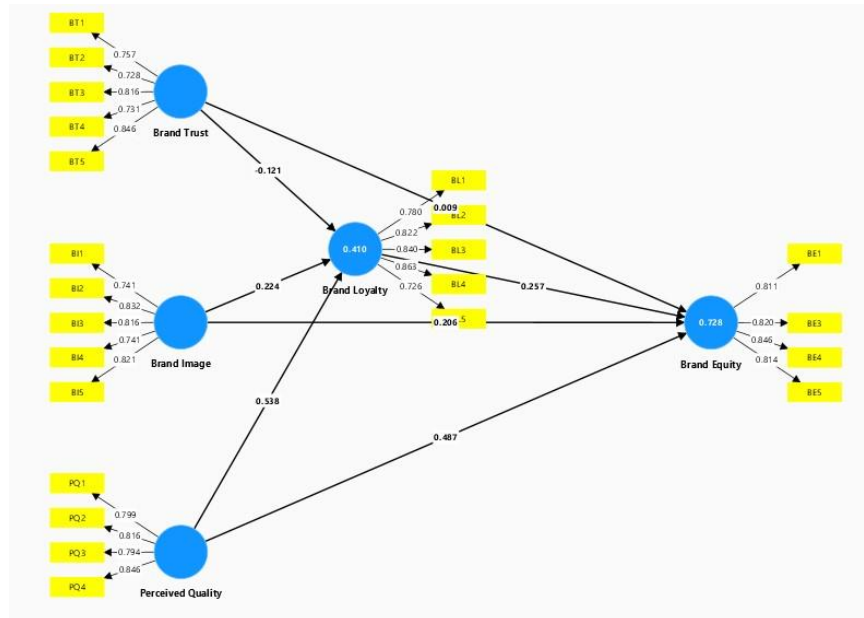 BT1
BT2
BT3
BT4
BT5
0.757
0.728
0.816
0.731
0.846
Brand Trust
-0.121
0.009
BL1
BL2
BL3
BL4
.5
0.780
0.822
0.840
0.863
0.726
0.410
Brand Loyalty
0.257
BI1
BI2
BI3
BI4
BI5
0.741
0.832
0.816
0.741
0.821
Brand Image
0.224
0.206
BE1
BE3
BE4
BE5
0.811
0.820
0.846
0.814
0.728
Brand Equity
0.538
0.487
PQ1
PQ2
PQ3
PQ4
0.799
0.816
0.794
0.846
Perceived Quality